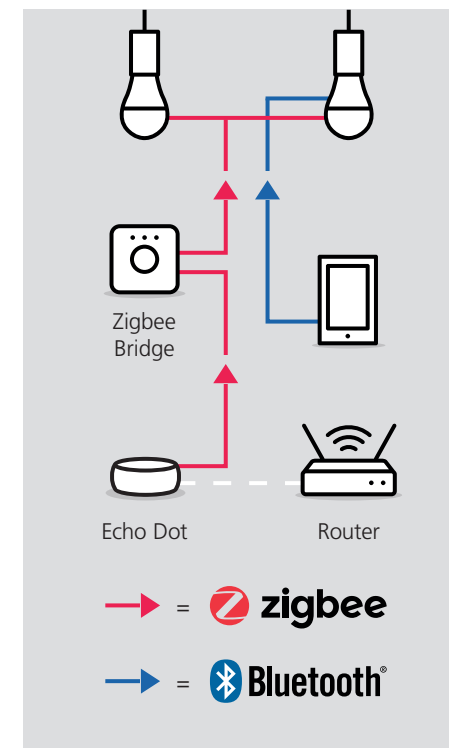 Zigbee
Bridge
Echo Dot
Router
= zigbee
= Bluetooth®